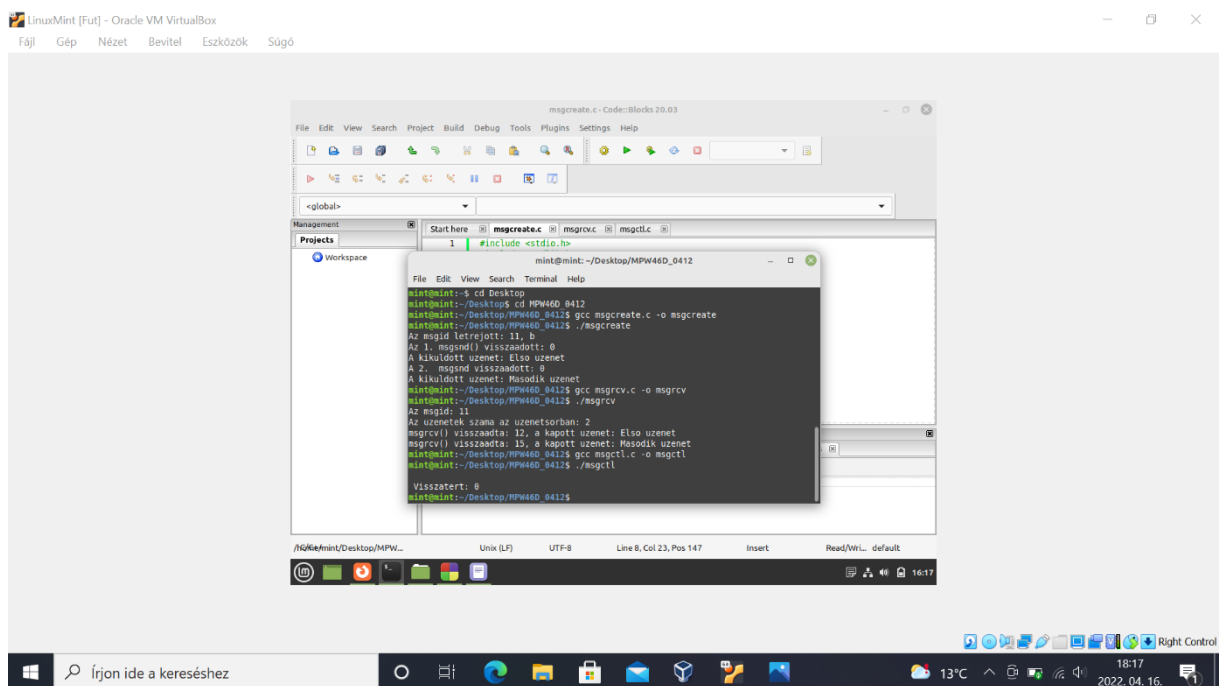 LinuxMint [Fut] - Oracle VM VirtualBox
Fájl Gép Nézet Bevitel Eszközök Súgó
msgcreate.c - Code::Blocks 20.03
File Edit View Search Project Build Debug Tools Plugins Settings Help
<global>
Management
Projects
Workspace
Start here msgcreate.c msgrcv.c msgctl.c
1 #include <stdio.h>
mint@mint: ~/Desktop/MPW46D_0412
File Edit View Search Terminal Help
mint@mint:~$ cd Desktop
mint@mint:~/Desktop$ cd MPW46D_0412
mint@mint:~/Desktop/MPW46D_0412$ gcc msgcreate.c -o msgcreate
mint@mint:~/Desktop/MPW46D_0412$ ./msgcreate
Az msgid letrejott: 11, b
Az 1. msgsnd() visszaadott: 0
A kikuldott uzenet: Elso uzenet
A 2. msgsnd visszaadott: 0
A kikuldott uzenet: Masodik uzenet
mint@mint:~/Desktop/MPW46D_0412$ gcc msgrcv.c -o msgrcv
mint@mint:~/Desktop/MPW46D_0412$ ./msgrcv
Az msgid: 11
Az uzenetek szama az uzenetsorban: 2
msgrcv() visszaadta: 12, a kapott uzenet: Elso uzenet
msgrcv() visszaadta: 15, a kapott uzenet: Masodik uzenet
mint@mint:~/Desktop/MPW46D_0412$ gcc msgctl.c -o msgctl
mint@mint:~/Desktop/MPW46D_0412$ ./msgctl
Visszatert: 0
mint@mint:~/Desktop/MPW46D_0412$
/home/mint/Desktop/MPW... Unix (LF) UTF-8 Line 8, Col 23, Pos 147 Insert Read/Wri... default
16:17
Right Control
Írjon ide a kereséshez
13°C
18:17
2022. 04. 16.
1